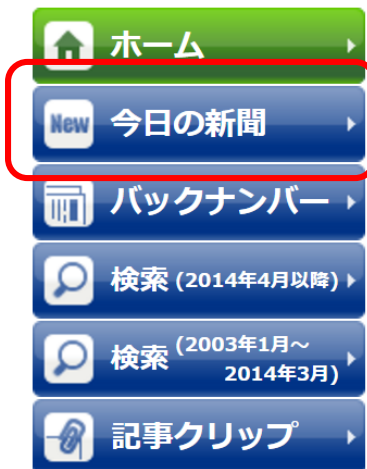 ホーム
New 今日の新聞
バックナンバー
検索 (2014年4月以降)
検索 (2003年1月～
2014年3月)
記事クリップ